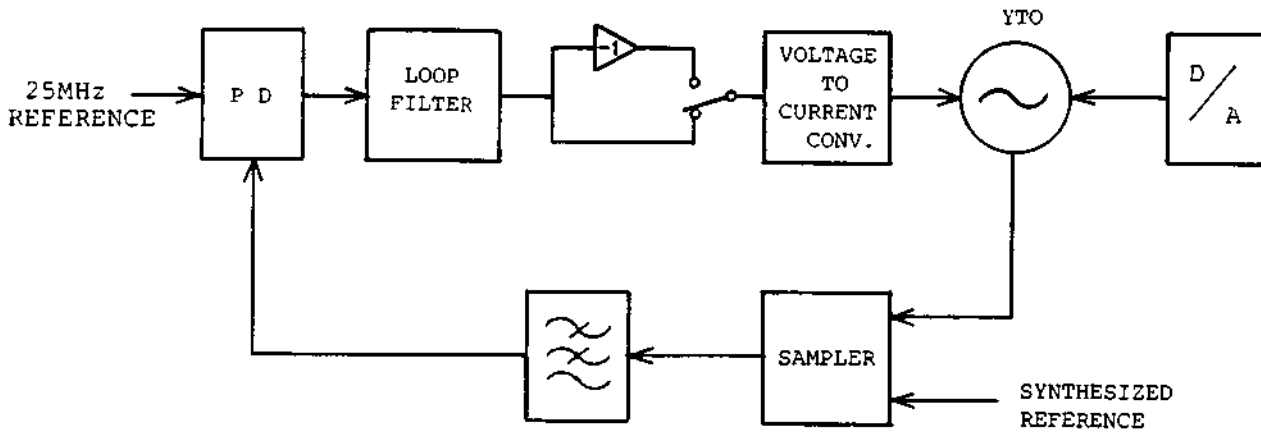 YTO
25MHz
REFERENCE
P D
LOOP
FILTER
-1
VOLTAGE
TO
CURRENT
CONV.
D
A
SAMPLER
SYNTHESIZED
REFERENCE